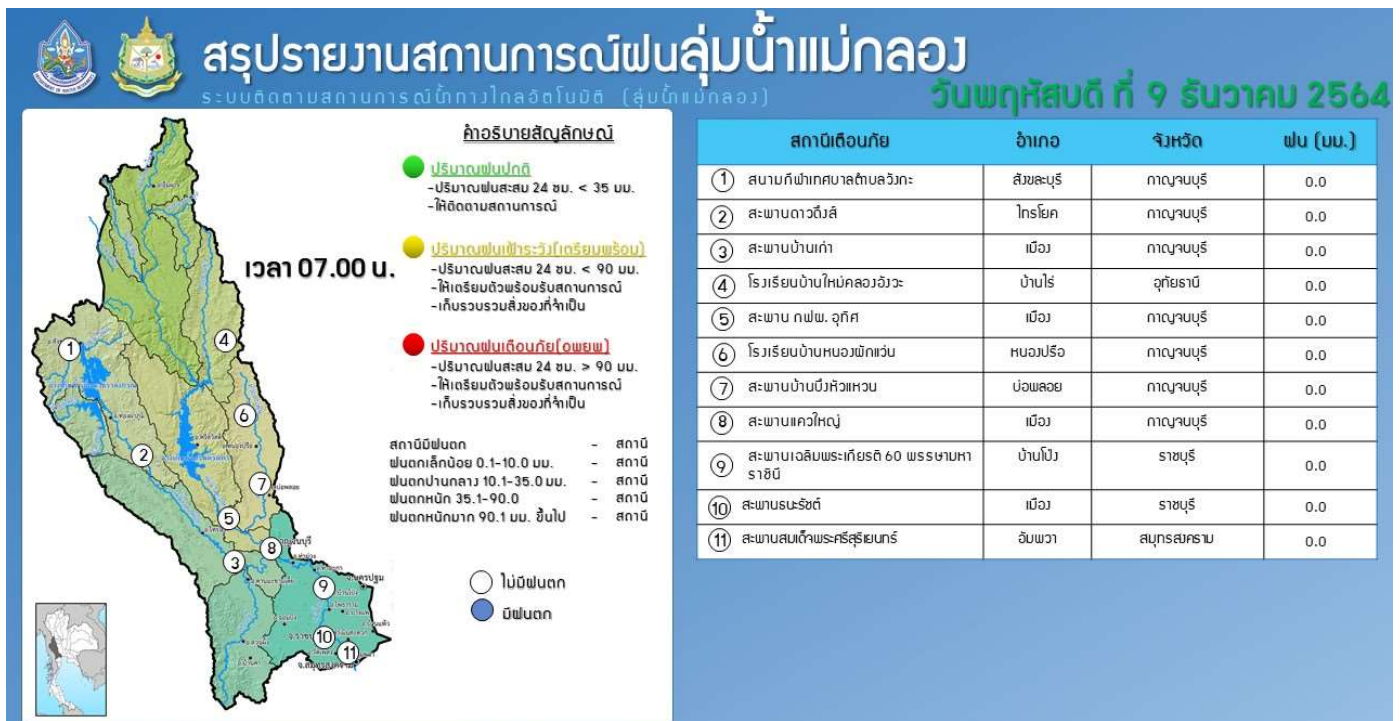 สรุปรายงานสถานการณ์ฝนลุ่มน้ำแม่กลอง
ระบบติดตามสถานการณ์น้ำทางไกลอัตโนมัติ (ลุ่มน้ำแม่กลอง)
วันพฤหัสบดี ที่ 9 ธันวาคม 2564
เวลา 07.00 น.
คำอธิบายสัญลักษณ์
ปริมาณฝนปกติ
-ปริมาณฝนสะสม 24 ชม. < 35 มม.
-ให้ติดตามสถานการณ์
ปริมาณฝนเฝ้าระวัง(เตรียมพร้อม)
-ปริมาณฝนสะสม 24 ชม. < 90 มม.
-ให้เตรียมตัวพร้อมรับสถานการณ์
-เก็บรวบรวมสิ่งของที่จำเป็น
ปริมาณฝนเตือนภัย(อพยพ)
-ปริมาณฝนสะสม 24 ชม. > 90 มม.
-ให้เตรียมตัวพร้อมรับสถานการณ์
-เก็บรวบรวมสิ่งของที่จำเป็น
สถานีมีฝนตก - สถานี
ฝนตกเล็กน้อย 0.1-10.0 มม. - สถานี
ฝนตกปานกลาง 10.1-35.0 มม. - สถานี
ฝนตกหนัก 35.1-90.0 - สถานี
ฝนตกหนักมาก 90.1 มม. ขึ้นไป - สถานี
ไม่มีฝนตก
มีฝนตก
1
2
3
4
5
6
7
8
9
10
11
สถานีเตือนภัย อำเภอ จังหวัด ฝน (มม.)
1 สนามกีฬาเทศบาลตำบลวังกะ สังขละบุรี กาญจนบุรี 0.0
2 สะพานดาวดึงส์ ไทรโยค กาญจนบุรี 0.0
3 สะพานบ้านเก่า เมือง กาญจนบุรี 0.0
4 โรงเรียนบ้านใหม่คลองอังวะ บ้านไร่ อุทัยธานี 0.0
5 สะพาน กฟผ. อุทิศ เมือง กาญจนบุรี 0.0
6 โรงเรียนบ้านหนองผักแว่น หนองปรือ กาญจนบุรี 0.0
7 สะพานบ้านบึงหัวแหวน บ่อพลอย กาญจนบุรี 0.0
8 สะพานแควใหญ่ เมือง กาญจนบุรี 0.0
9 สะพานเฉลิมพระเกียรติ 60 พรรษามหา บ้านโป่ง ราชบุรี 0.0
ราชินี
10 สะพานธนะรัชต์ เมือง ราชบุรี 0.0
11 สะพานสมเด็จพระศรีสุริเยนทร์ อัมพวา สมุทรสงคราม 0.0